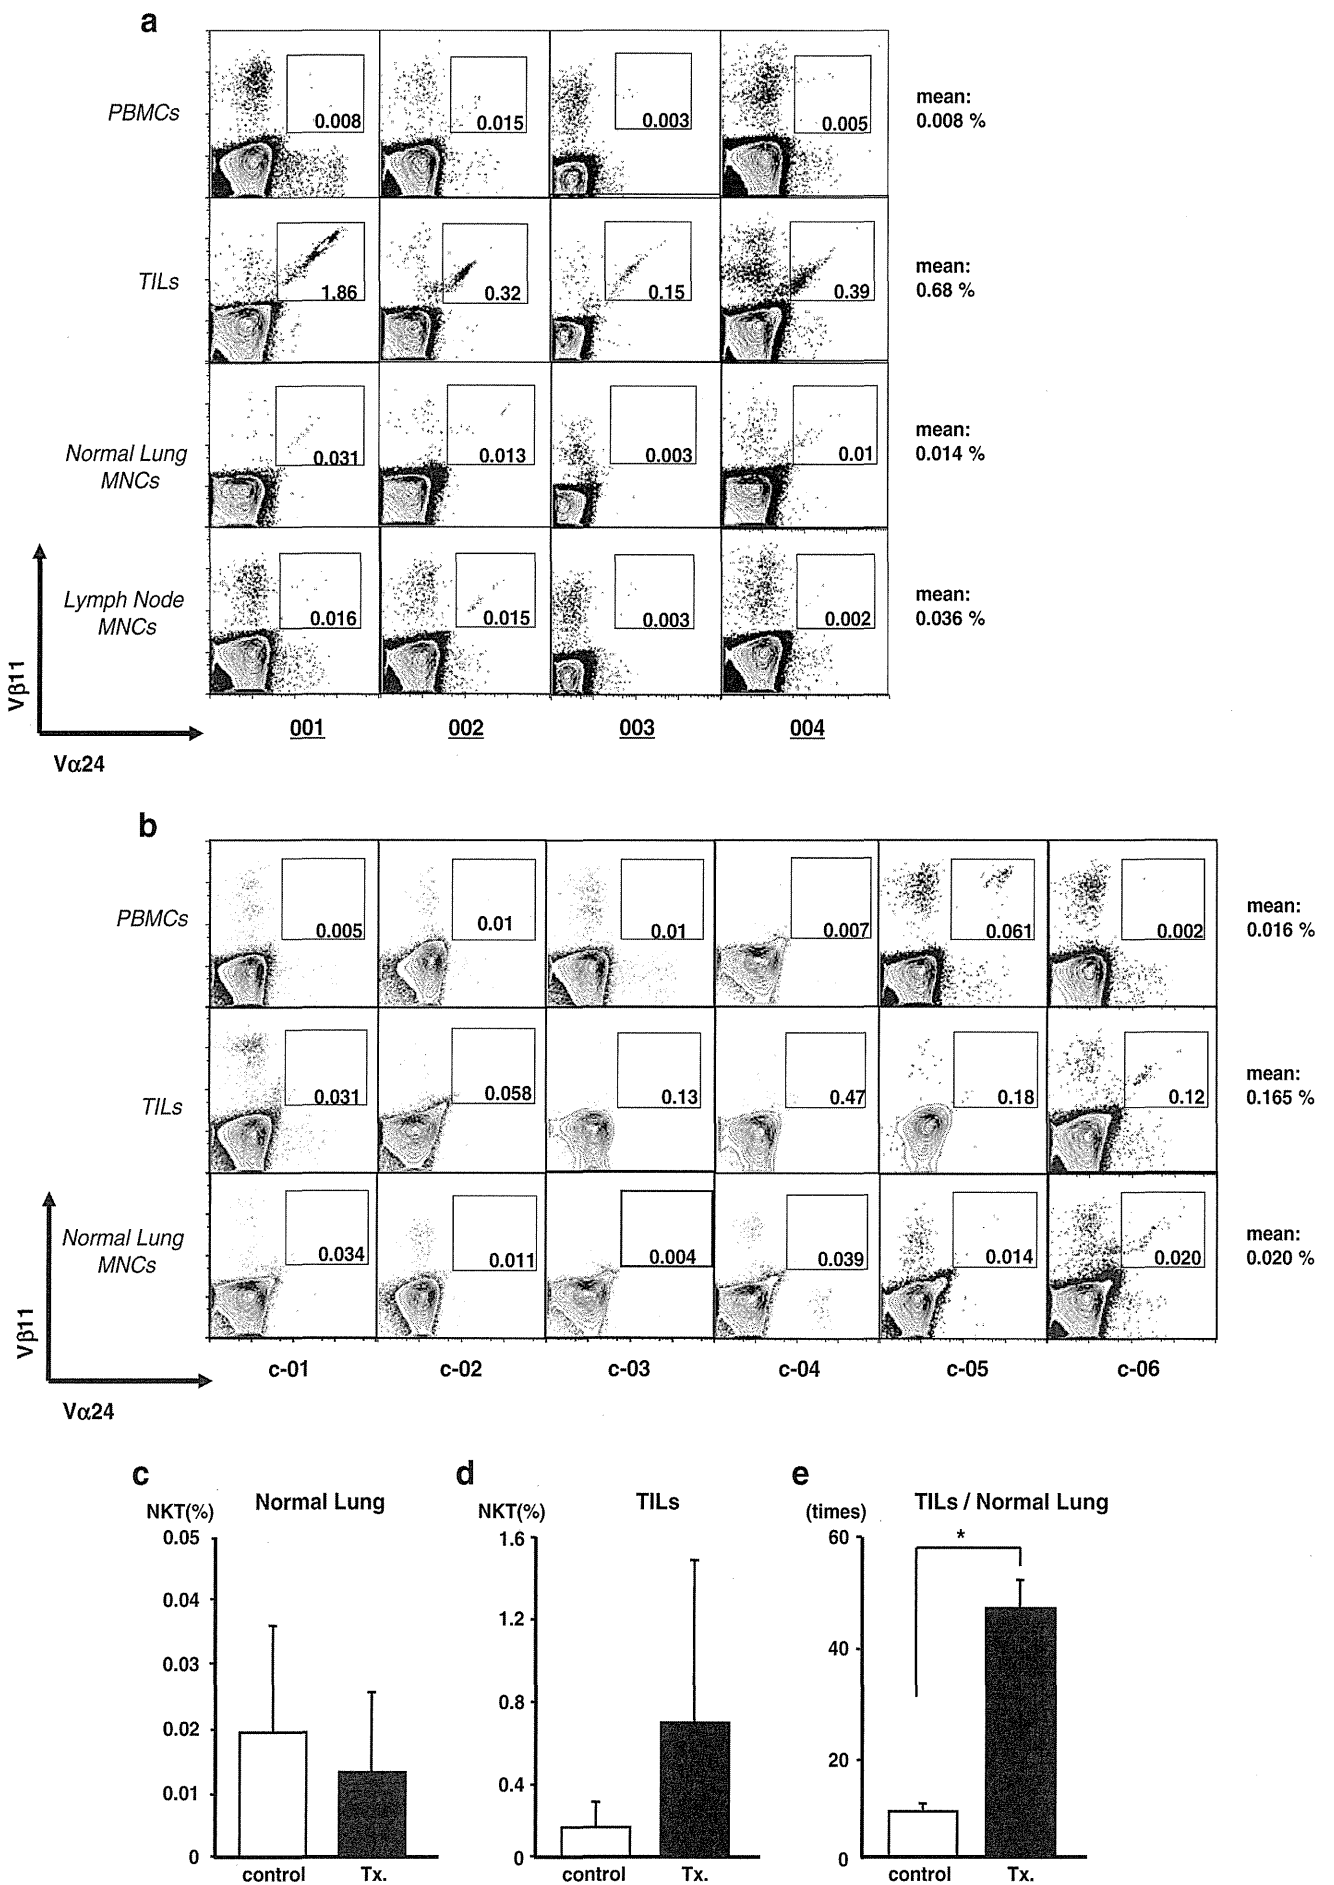 a
PBMCs
0.008
0.015
0.003
0.005
mean:
0.008 %
TILs
1.86
0.32
0.15
0.39
mean:
0.68 %
Normal Lung
MNCs
0.031
0.013
0.003
0.01
mean:
0.014 %
Lymph Node
MNCs
0.016
0.015
0.003
0.002
mean:
0.036 %
Vβ11
Vα24
001
002
003
004
b
PBMCs
0.005
0.01
0.01
0.007
0.061
0.002
mean:
0.016 %
TILs
0.031
0.058
0.13
0.47
0.18
0.12
mean:
0.165 %
Normal Lung
MNCs
0.034
0.011
0.004
0.039
0.014
0.020
mean:
0.020 %
Vβ11
Vα24
c-01
c-02
c-03
c-04
c-05
c-06
c
NKT(%)
Normal Lung
0.05
0.04
0.03
0.02
0.01
0
control
Tx.
d
NKT(%)
TILs
1.6
1.2
0.8
0.4
0
control
Tx.
e
(times)
TILs / Normal Lung
60
*
40
20
0
control
Tx.